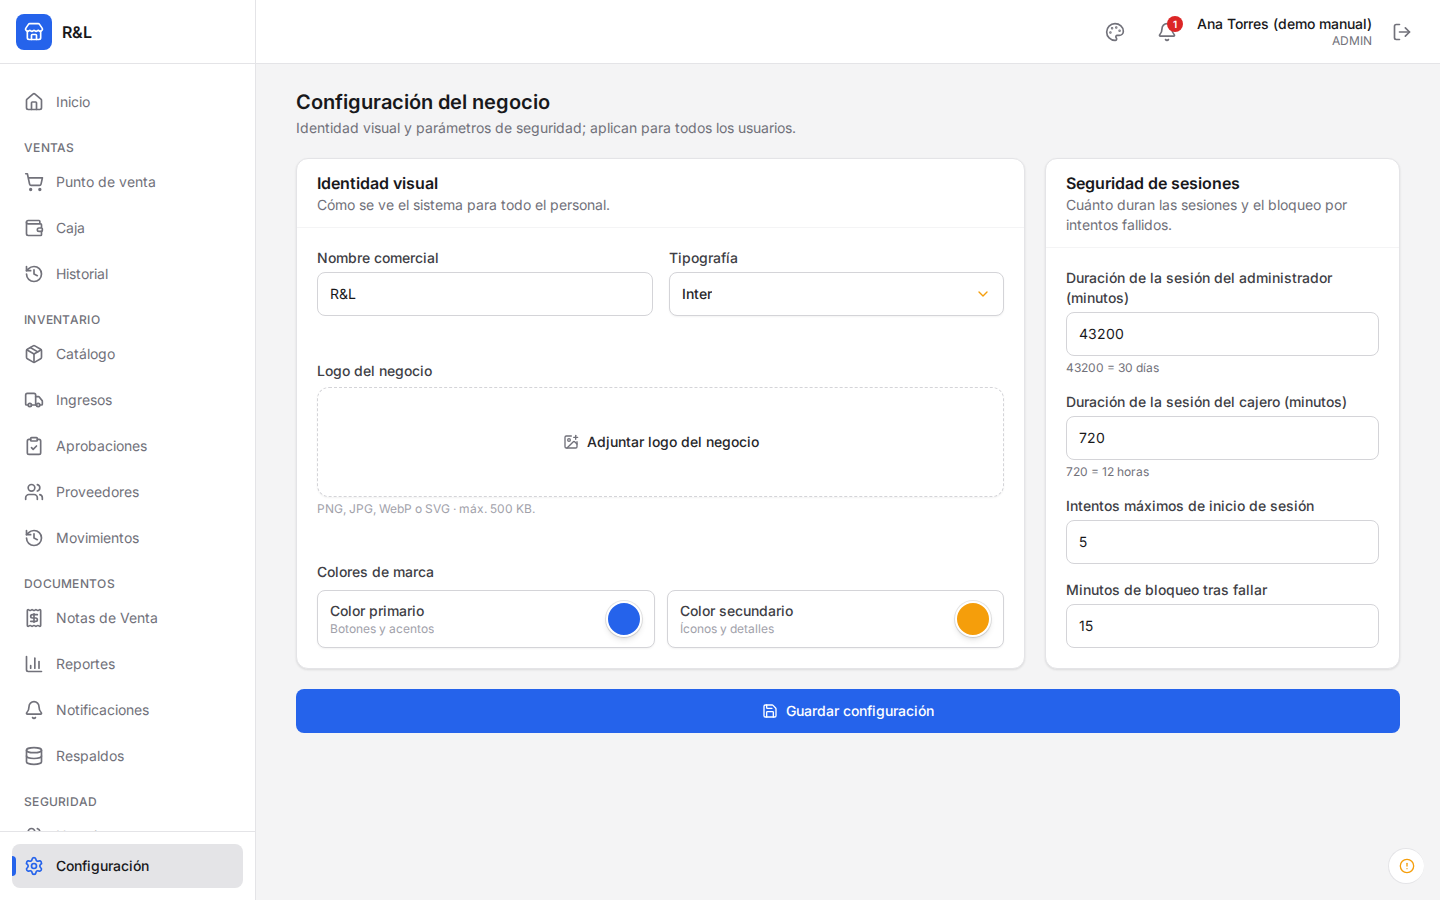 R&L
1
Ana Torres (demo manual)
ADMIN
Inicio
VENTAS
Punto de venta
Caja
Historial
INVENTARIO
Catálogo
Ingresos
Aprobaciones
Proveedores
Movimientos
DOCUMENTOS
Notas de Venta
Reportes
Notificaciones
Respaldos
SEGURIDAD
Configuración
Configuración del negocio
Identidad visual y parámetros de seguridad; aplican para todos los usuarios.
Identidad visual
Cómo se ve el sistema para todo el personal.
Nombre comercial
R&L
Tipografía
Inter
Logo del negocio
Adjuntar logo del negocio
PNG, JPG, WebP o SVG · máx. 500 KB.
Colores de marca
Color primario
Botones y acentos
Color secundario
Íconos y detalles
Seguridad de sesiones
Cuánto duran las sesiones y el bloqueo por
intentos fallidos.
Duración de la sesión del administrador
(minutos)
43200
43200 = 30 días
Duración de la sesión del cajero (minutos)
720
720 = 12 horas
Intentos máximos de inicio de sesión
5
Minutos de bloqueo tras fallar
15
Guardar configuración